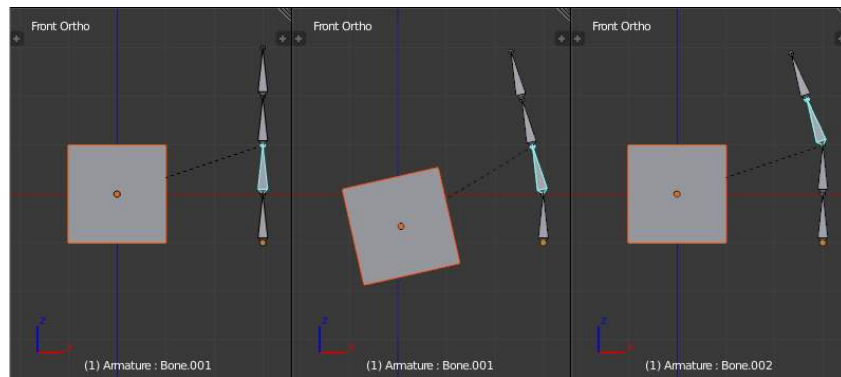 Front Ortho
Front Ortho
Front Ortho
z
x
z
x
z
x
(1) Armature : Bone.001
(1) Armature : Bone.001
(1) Armature : Bone.002